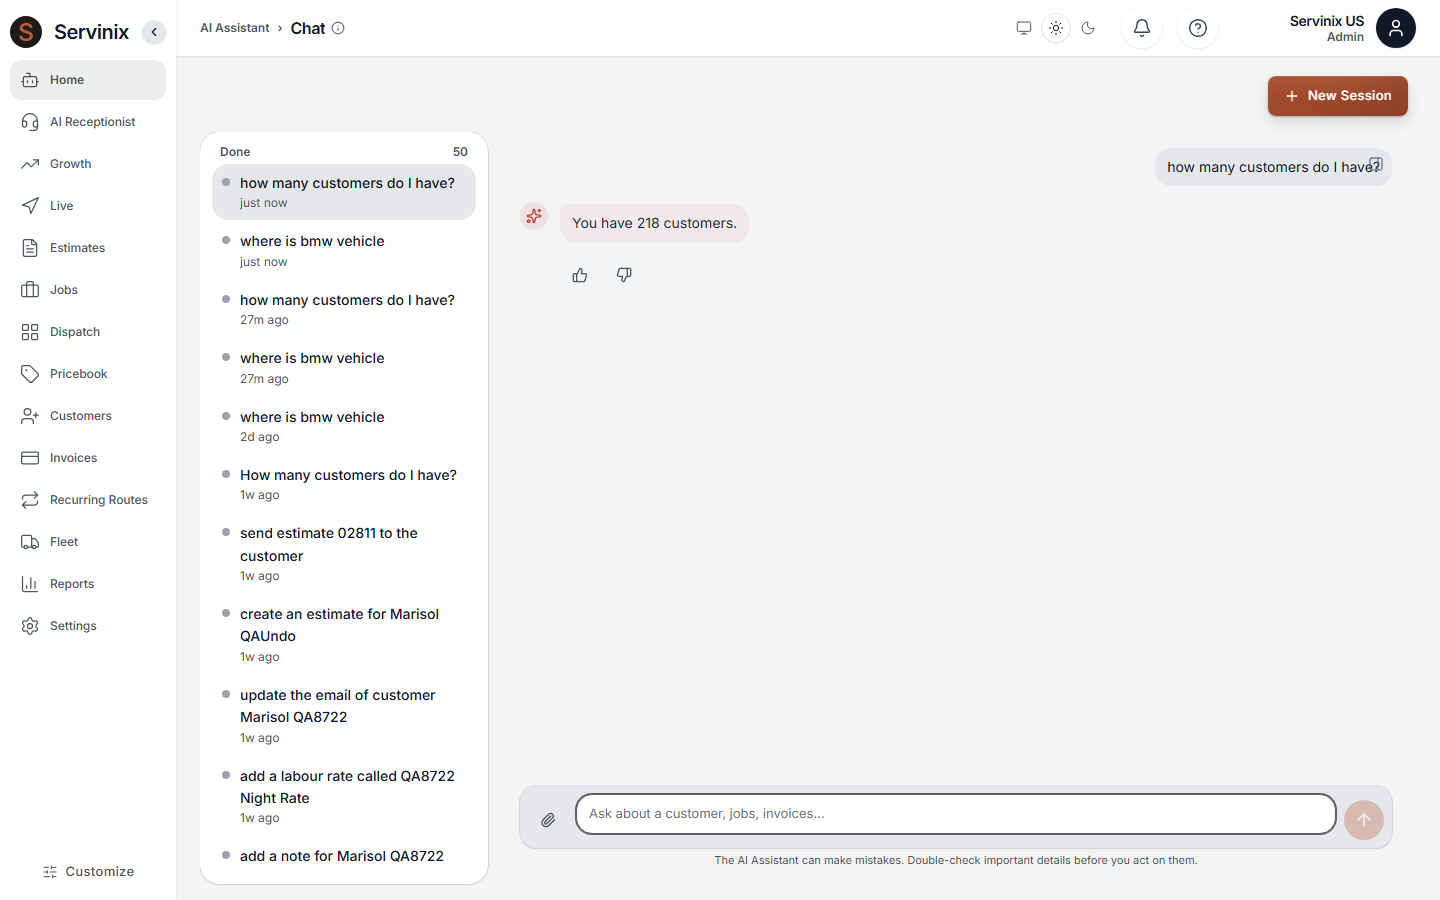 S
Servinix
Home
AI Receptionist
Growth
Live
Estimates
Jobs
Dispatch
Pricebook
Customers
Invoices
Recurring Routes
Fleet
Reports
Settings
Customize
AI Assistant › Chat
Servinix US
Admin
+ New Session
Done 50
how many customers do I have?
just now
where is bmw vehicle
just now
how many customers do I have?
27m ago
where is bmw vehicle
27m ago
where is bmw vehicle
2d ago
How many customers do I have?
1w ago
send estimate 02811 to the
customer
1w ago
create an estimate for Marisol
QAUndo
1w ago
update the email of customer
Marisol QA8722
1w ago
add a labour rate called QA8722
Night Rate
1w ago
add a note for Marisol QA8722
how many customers do I have?
You have 218 customers.
Ask about a customer, jobs, invoices...
The AI Assistant can make mistakes. Double-check important details before you act on them.